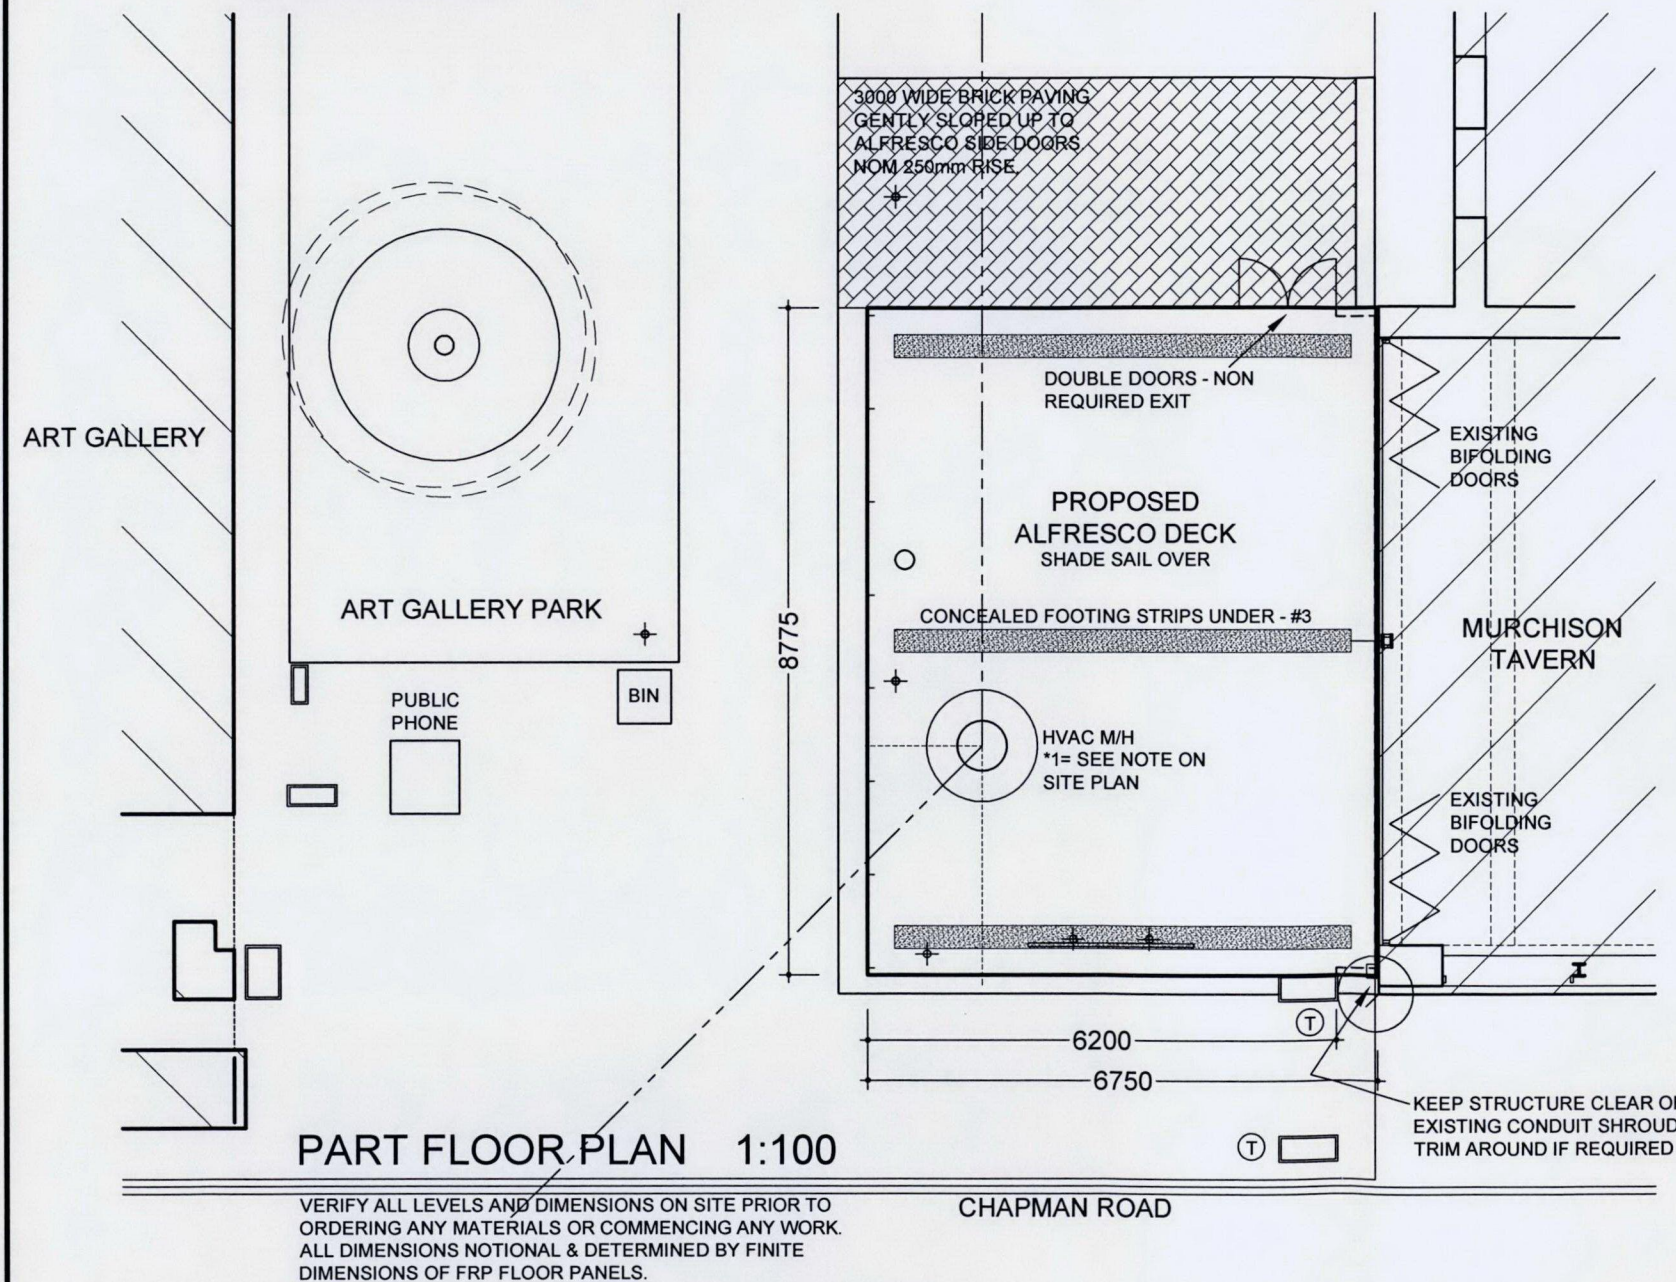 3000 WIDE BRICK PAVING
GENTLY SLOPED UP TO
ALFRESCO SIDE DOORS
NOM 250mm RISE.
DOUBLE DOORS - NON
REQUIRED EXIT
ART GALLERY
EXISTING
BIFOLDING
DOORS
PROPOSED
ALFRESCO DECK
SHADE SAIL OVER
ART GALLERY PARK
CONCEALED FOOTING STRIPS UNDER - #3
8775
MURCHISON
TAVERN
PUBLIC
PHONE
BIN
HVAC M/H
*1= SEE NOTE ON
SITE PLAN
EXISTING
BIFOLDING
DOORS
T
6200
6750
KEEP STRUCTURE CLEAR
EXISTING CONDUIT SHROUD
TRIM AROUND IF REQUIRED
T
PART FLOOR PLAN 1:100
VERIFY ALL LEVELS AND DIMENSIONS ON SITE PRIOR TO
ORDERING ANY MATERIALS OR COMMENCING ANY WORK.
ALL DIMENSIONS NOTIONAL & DETERMINED BY FINITE
DIMENSIONS OF FRP FLOOR PANELS.
CHAPMAN ROAD